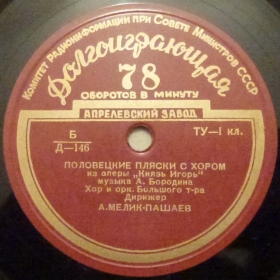 Комитет Радиоинформации при Совете Министров СССР
Долгоиграющая
78
ОБОРОТОВ В МИНУТУ
АПРЕЛЕВСКИЙ ЗАВОД
Б
Д—146
ТУ—1 кл.
ПОЛОВЕЦКИЕ ПЛЯСКИ С ХОРОМ
из оперы „Князь Игорь"
музыка А. Бородина
Хор и орк. Большого т-ра
Дирижер
А. МЕЛИК-ПАШАЕВ